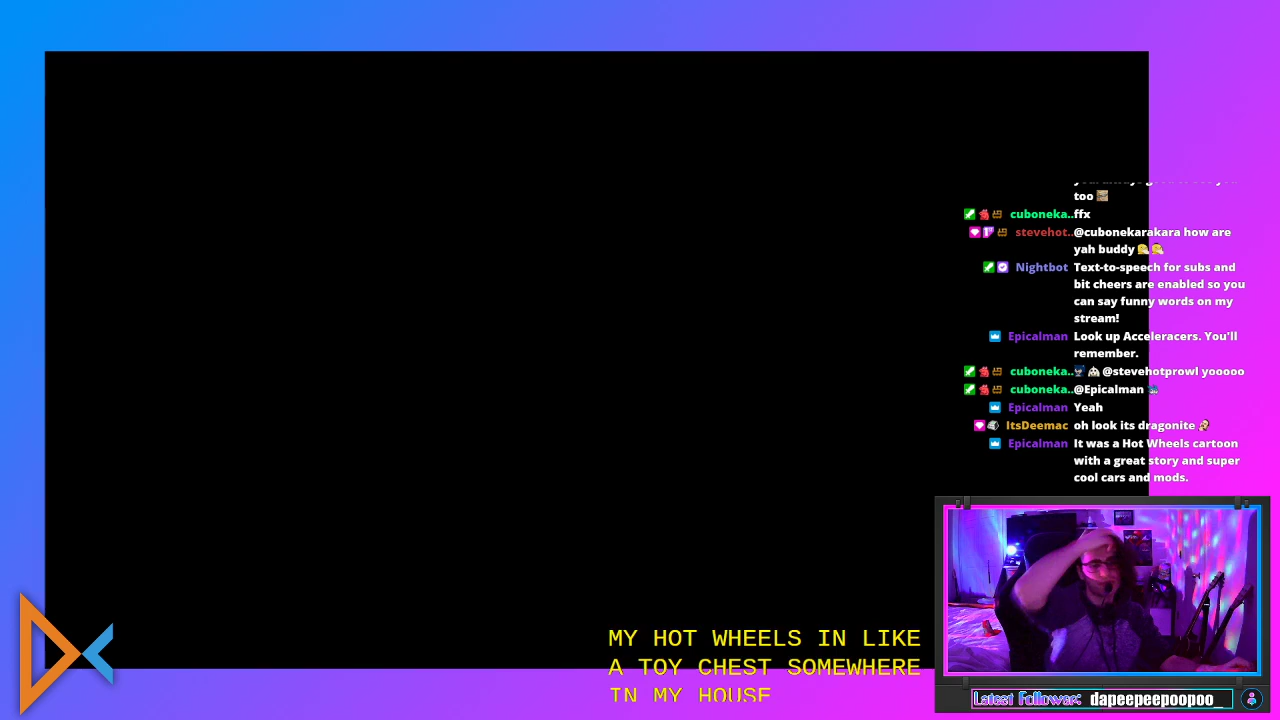 too
cuboneka.. ffx
stevehot.. @cubonekarakara how are
yah buddy
Nightbot Text-to-speech for subs and
bit cheers are enabled so you
can say funny words on my
stream!
Epicalman Look up Acceleracers. You'll
remember.
cuboneka.. @stevehotprowl yooooo
cuboneka.. @Epicalman
Epicalman Yeah
ItsDeemac oh look its dragonite
Epicalman It was a Hot Wheels cartoon
with a great story and super
cool cars and mods.
MY HOT WHEELS IN LIKE
A TOY CHEST SOMEWHERE
IN MY HOUSE
Latest Follower: dapeepeepoopoo_